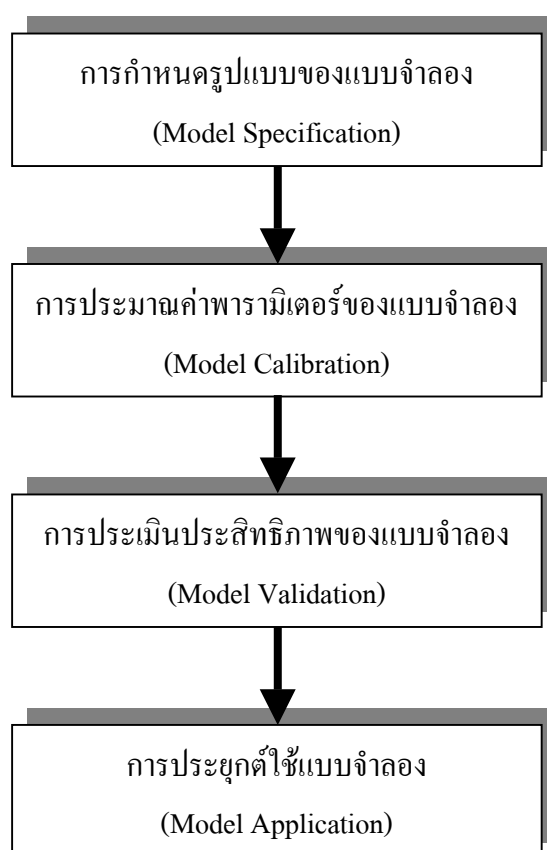 การกำหนดรูปแบบของแบบจำลอง
(Model Specification)
การประมาณค่าพารามิเตอร์ของแบบจำลอง
(Model Calibration)
การประเมินประสิทธิภาพของแบบจำลอง
(Model Validation)
การประยุกต์ใช้แบบจำลอง
(Model Application)